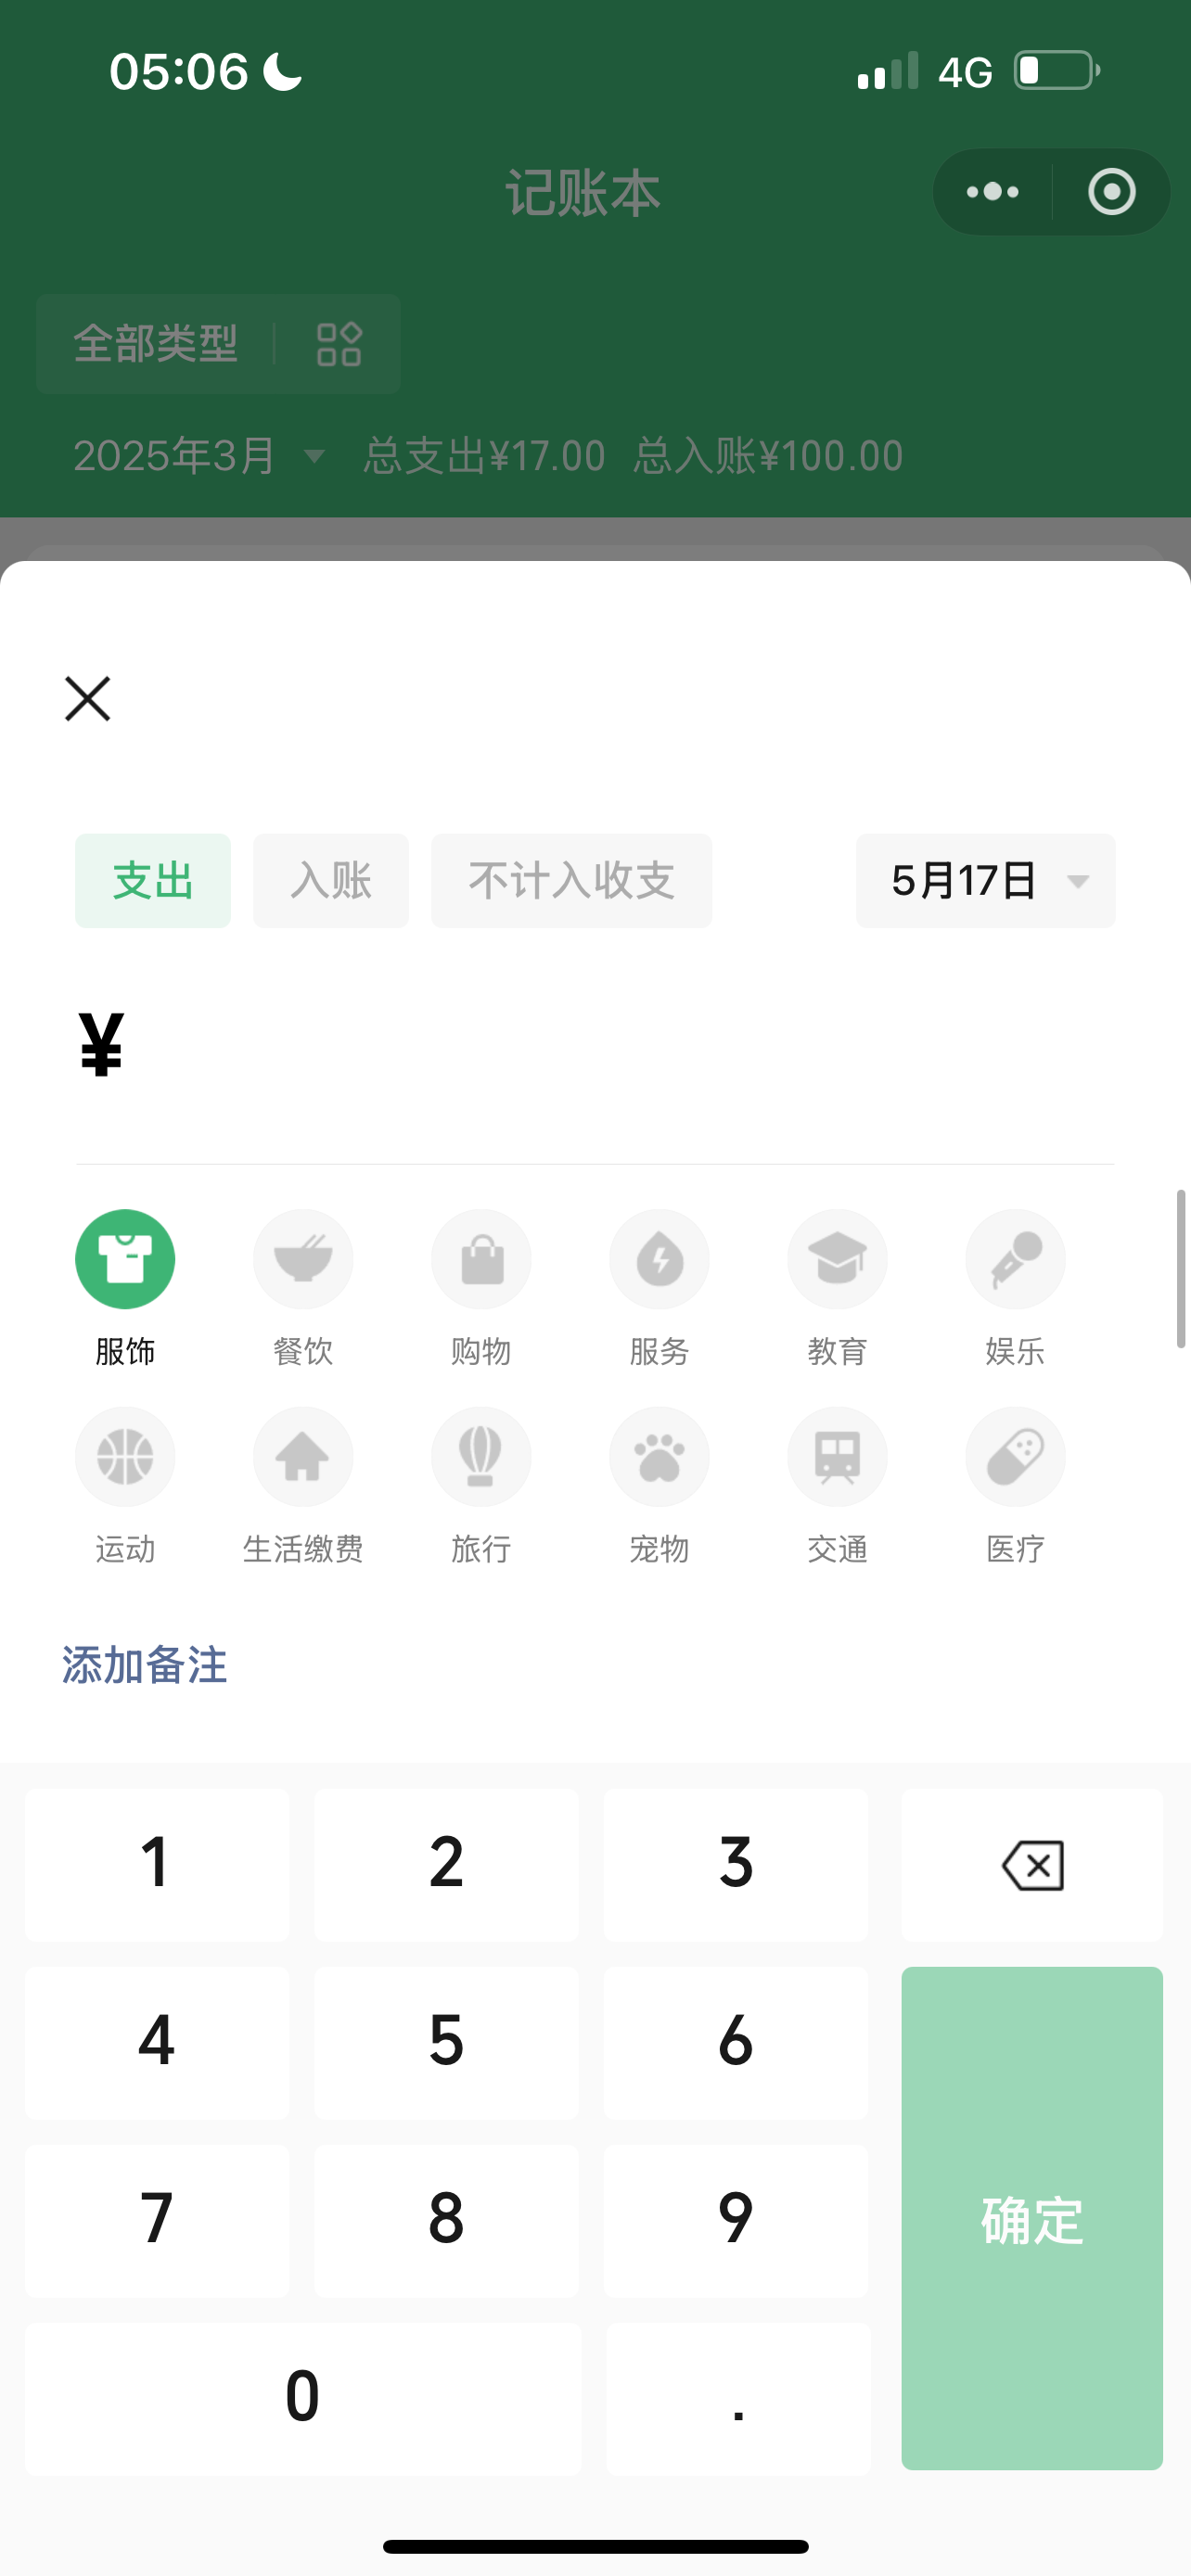 05:06 4G
记账本
全部类型
2025年3月 总支出¥17.00 总入账¥100.00
支出 入账 不计入收支 5月17日
¥
服饰 餐饮 购物 服务 教育 娱乐
运动 生活缴费 旅行 宠物 交通 医疗
添加备注
1 2 3
4 5 6
7 8 9 确定
0 .